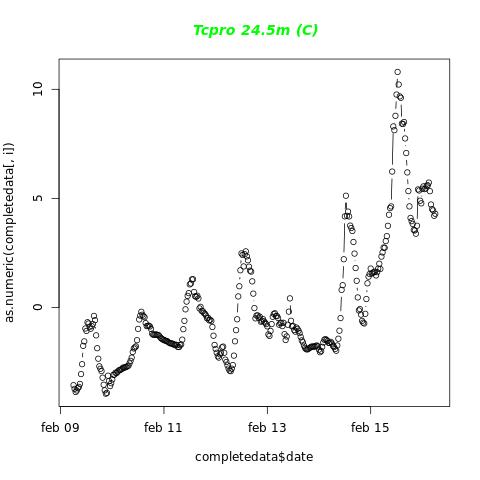 Tcpro 24.5m (C)
as.numeric(completedata[, i])
10
5
0
feb 09
feb 11
feb 13
feb 15
completedata$date